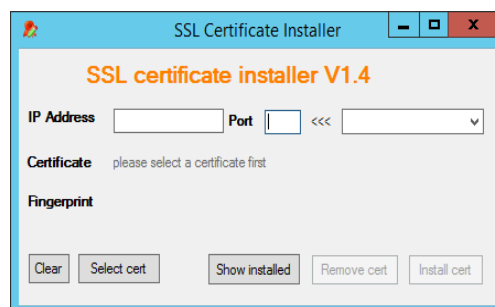 SSL Certificate Installer
SSL certificate installer V1.4
IP Address Port <<<
Certificate please select a certificate first
Fingerprint
Clear Select cert Show installed Remove cert Install cert